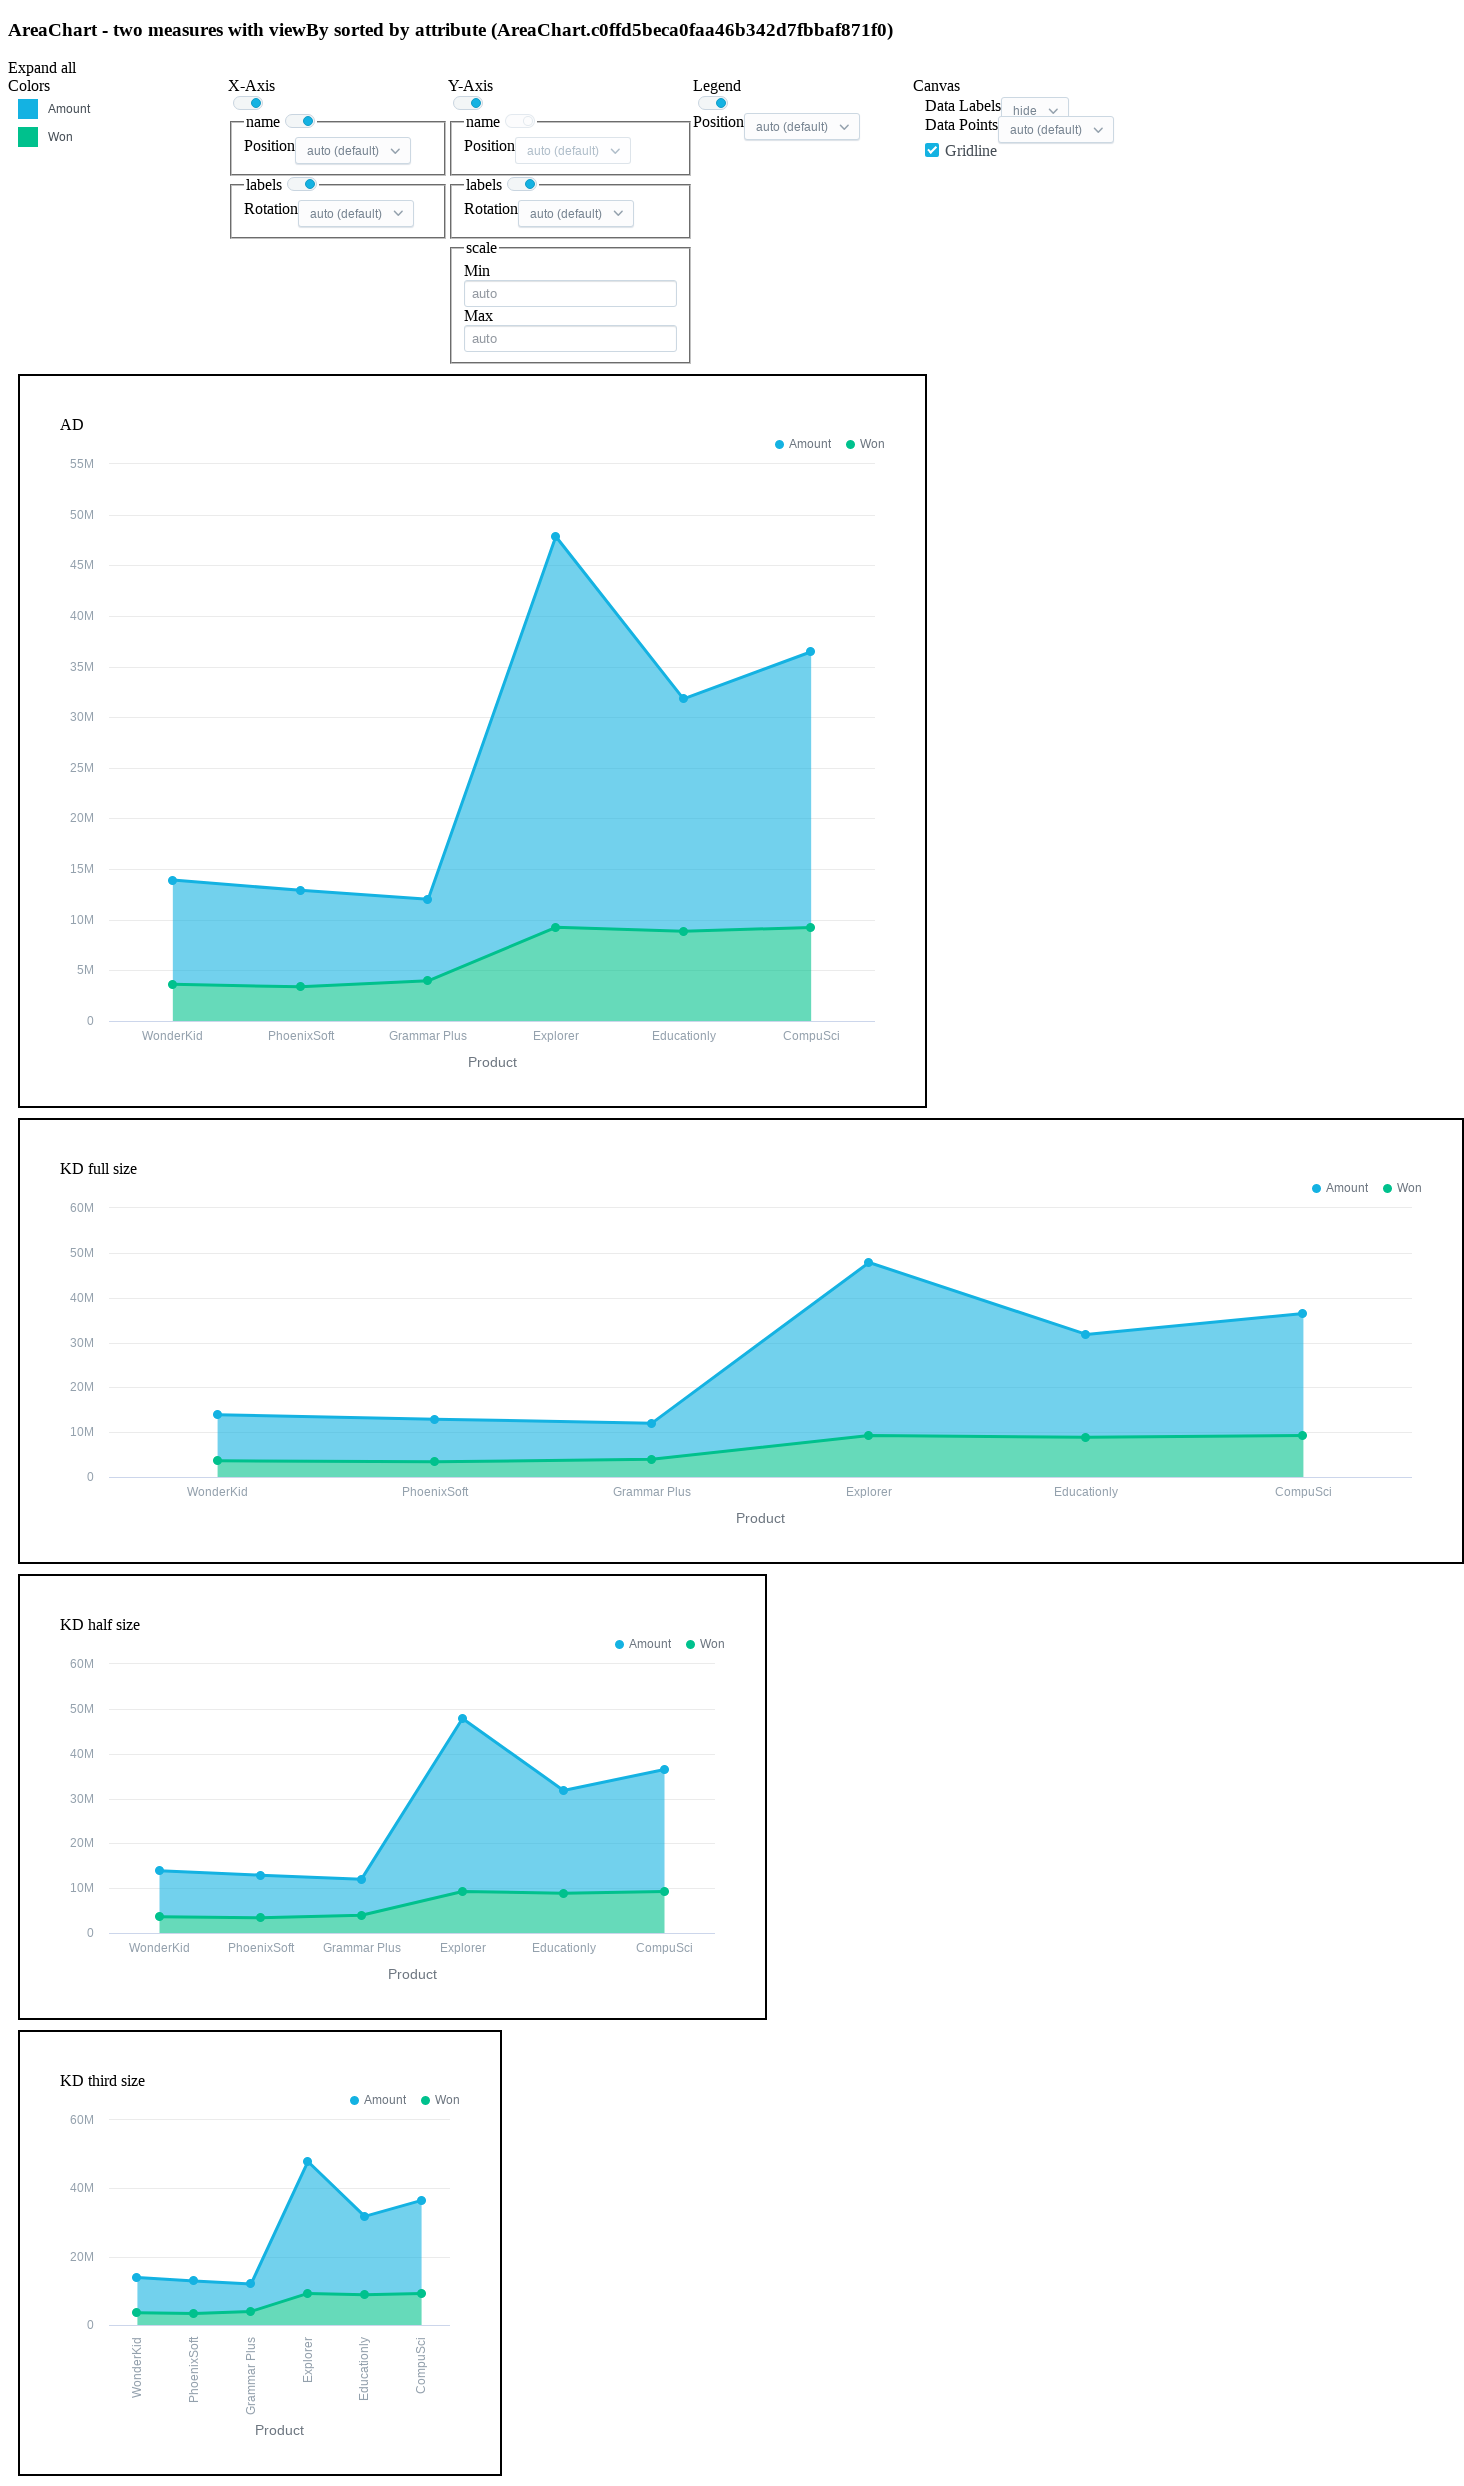 AreaChart - two measures with viewBy sorted by attribute (AreaChart.c0ffd5beca0faa46b342d7fbbaf871f0)
Expand all
Colors
Amount
Won
X-Axis
name
Position auto (default)
labels
Rotation auto (default)
Y-Axis
name
Position auto (default)
labels
Rotation auto (default)
scale
Min
auto
Max
auto
Legend
Position auto (default)
Canvas
Data Labels hide
Data Points auto (default)
Gridline
AD
Amount Won
55M
50M
45M
40M
35M
30M
25M
20M
15M
10M
5M
0
WonderKid PhoenixSoft Grammar Plus Explorer Educationly CompuSci
Product
KD full size
Amount Won
60M
50M
40M
30M
20M
10M
0
WonderKid PhoenixSoft Grammar Plus Explorer Educationly CompuSci
Product
KD half size
Amount Won
60M
50M
40M
30M
20M
10M
0
WonderKid PhoenixSoft Grammar Plus Explorer Educationly CompuSci
Product
KD third size
Amount Won
60M
40M
20M
0
WonderKid
PhoenixSoft
Grammar Plus
Explorer
Educationly
CompuSci
Product